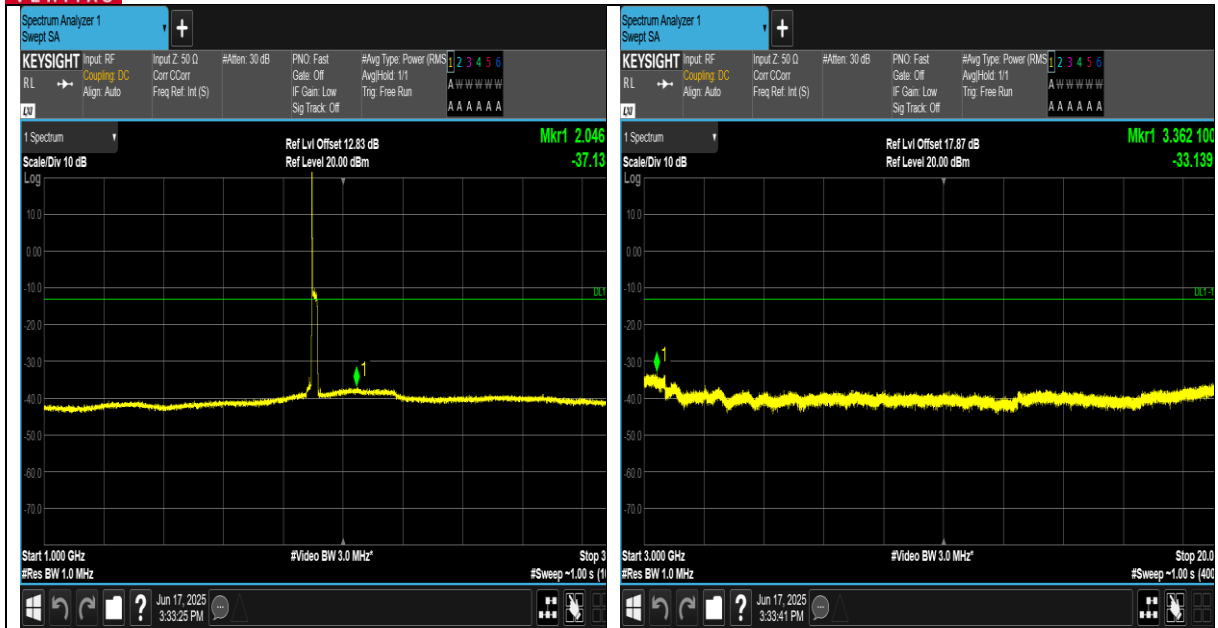 Spectrum Analyzer 1
Swept SA
+
KEYSIGHT
RL
LXI
Input: RF
Coupling: DC
Align: Auto
Input Z: 50 Ω
Corr CCorr
Freq Ref: Int (S)
#Atten: 30 dB
PNO: Fast
Gate: Off
IF Gain: Low
Sig Track: Off
#Avg Type: Power (RMS
Avg|Hold: 1/1
Trig: Free Run
1 2 3 4 5 6
A W W W W W
A A A A A A
1 Spectrum
Scale/Div 10 dB
Log
Ref Lvl Offset 12.83 dB
Ref Level 20.00 dBm
Mkr1 2.046
-37.13
10.0
0.00
-10.0
DL1
-20.0
-30.0
1
-40.0
-50.0
-60.0
-70.0
Start 1.000 GHz
#Res BW 1.0 MHz
#Video BW 3.0 MHz*
Stop 3
#Sweep ~1.00 s (10
?
Jun 17, 2025
3:33:25 PM
Spectrum Analyzer 1
Swept SA
+
KEYSIGHT
RL
LXI
Input: RF
Coupling: DC
Align: Auto
Input Z: 50 Ω
Corr CCorr
Freq Ref: Int (S)
#Atten: 30 dB
PNO: Fast
Gate: Off
IF Gain: Low
Sig Track: Off
#Avg Type: Power (RMS
Avg|Hold: 1/1
Trig: Free Run
1 2 3 4 5 6
A W W W W W
A A A A A A
1 Spectrum
Scale/Div 10 dB
Log
Ref Lvl Offset 17.87 dB
Ref Level 20.00 dBm
Mkr1 3.362 100
-33.139
10.0
0.00
-10.0
DL1 -1
-20.0
-30.0
1
-40.0
-50.0
-60.0
-70.0
Start 3.000 GHz
#Res BW 1.0 MHz
#Video BW 3.0 MHz*
Stop 20.0
#Sweep ~1.00 s (400
?
Jun 17, 2025
3:33:41 PM